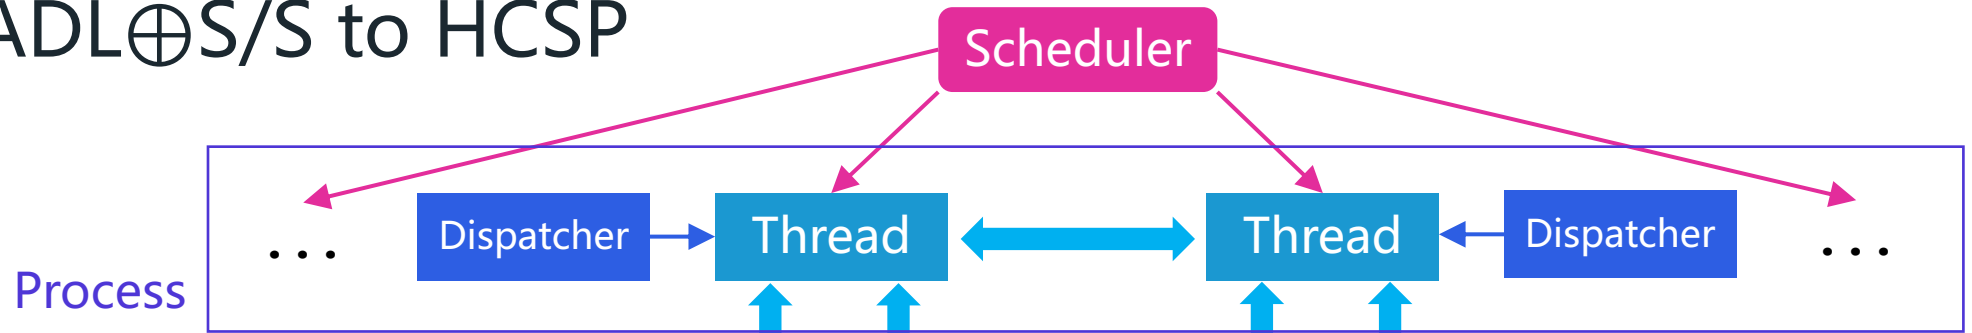 ADL⊕S/S to HCSP
Scheduler
... Dispatcher Thread Thread Dispatcher ...
Process